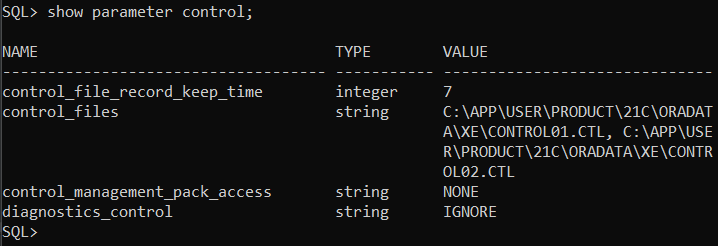 SQL> show parameter control;
NAME                                 TYPE        VALUE
------------------------------------ ----------- ------------------------------
control_file_record_keep_time        integer     7
control_files                        string      C:\APP\USER\PRODUCT\21C\ORADAT
                                                 A\XE\CONTROL01.CTL, C:\APP\USE
                                                 R\PRODUCT\21C\ORADATA\XE\CONTR
                                                 OL02.CTL
control_management_pack_access       string      NONE
diagnostics_control                  string      IGNORE
SQL>